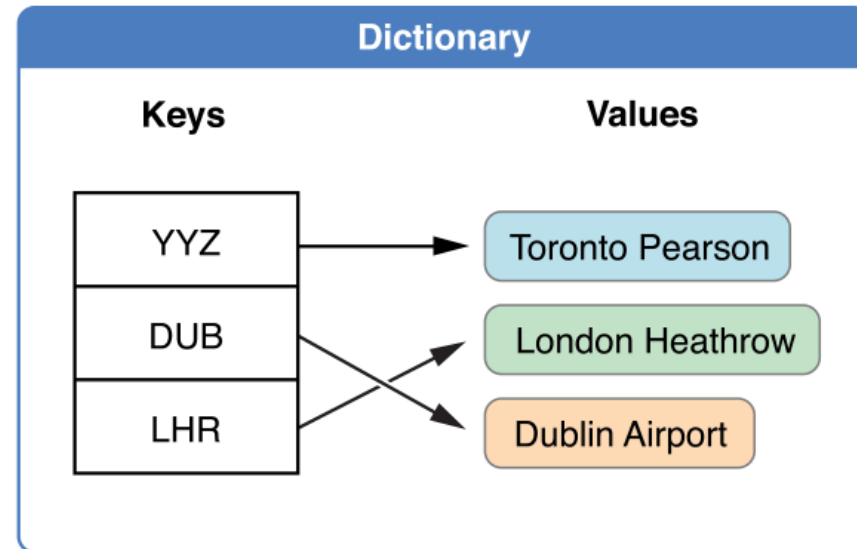 Dictionary
Keys
Values
YYZ
Toronto Pearson
DUB
London Heathrow
LHR
Dublin Airport